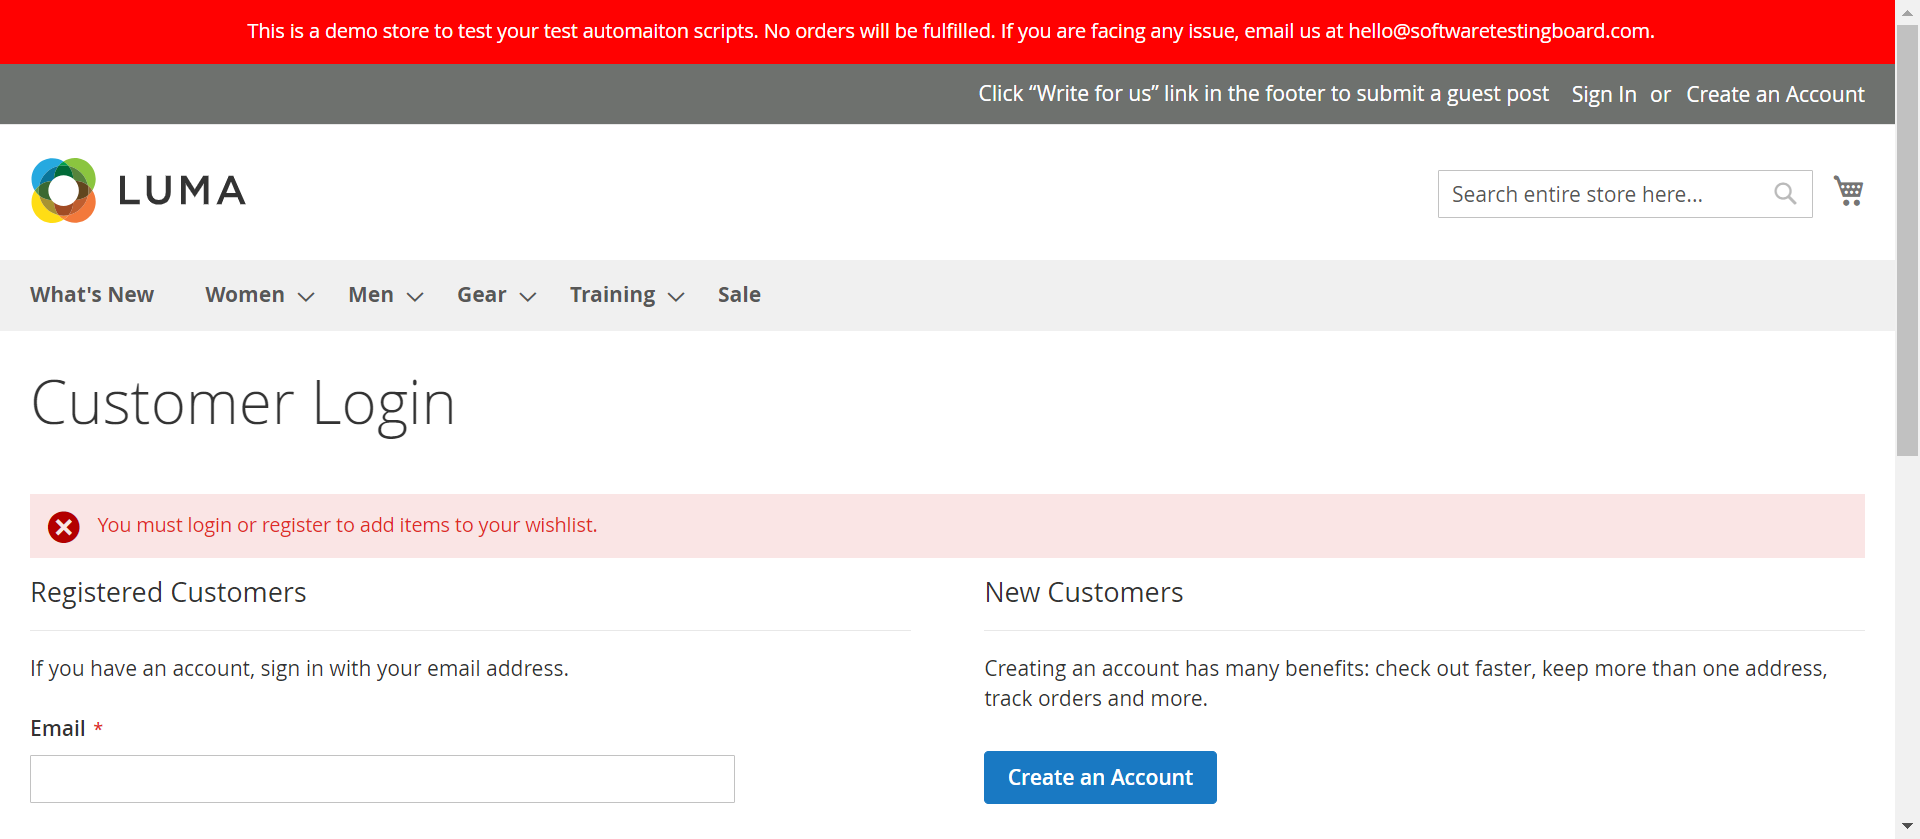 This is a demo store to test your test automaiton scripts. No orders will be fulfilled. If you are facing any issue, email us at hello@softwaretestingboard.com.
Click “Write for us” link in the footer to submit a guest post Sign In or Create an Account
LUMA
Search entire store here...
What's New Women Men Gear Training Sale
Customer Login
You must login or register to add items to your wishlist.
Registered Customers
If you have an account, sign in with your email address.
Email *
New Customers
Creating an account has many benefits: check out faster, keep more than one address,
track orders and more.
Create an Account